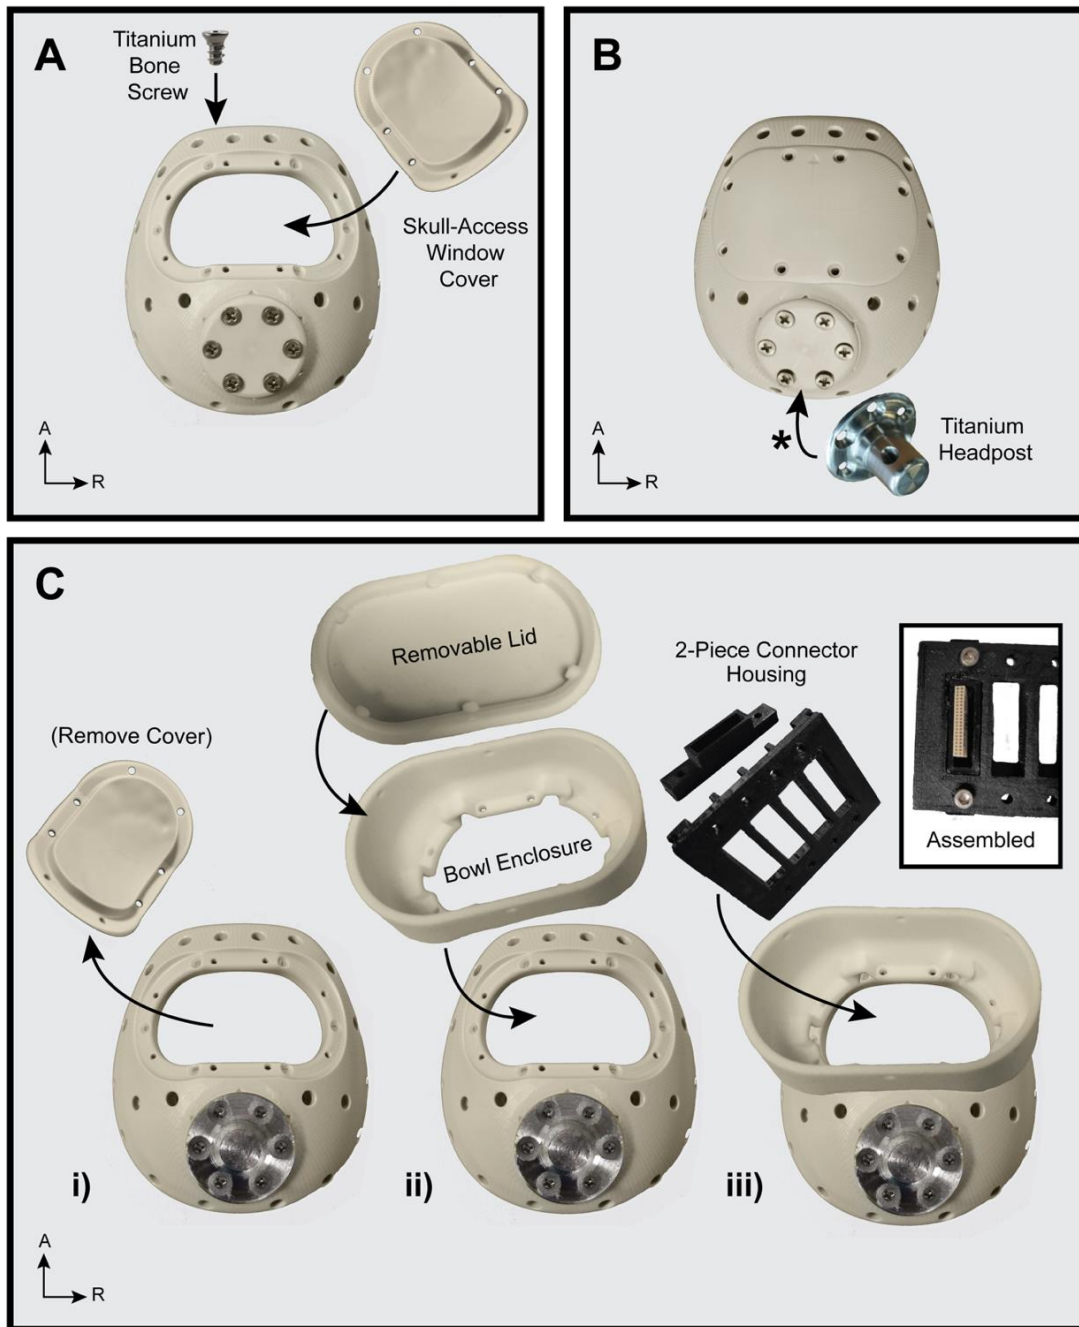 A
Titanium
Bone
Screw
Skull-Access
Window
Cover
A
R
B
*
Titanium
Headpost
A
R
C
Removable Lid
2-Piece Connector
Housing
(Remove Cover)
Bowl Enclosure
Assembled
i)
ii)
iii)
A
R